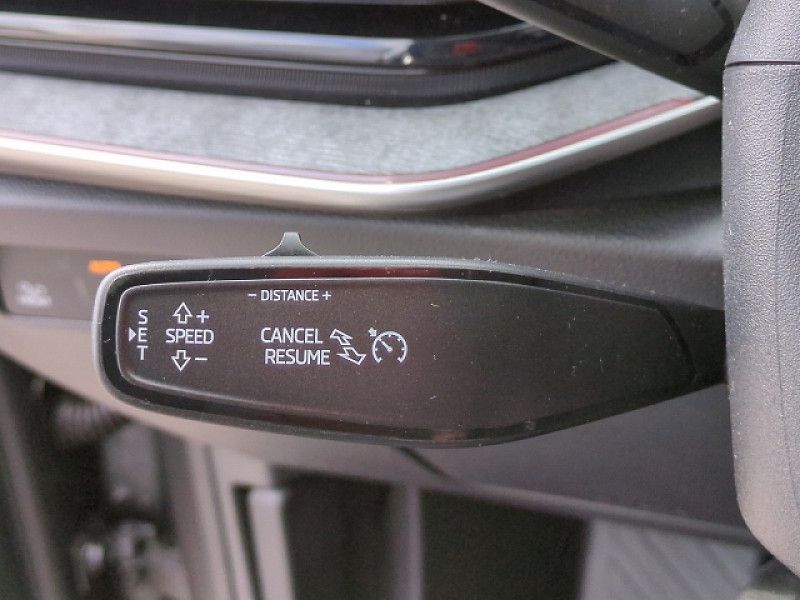 − DISTANCE +
SET
+
SPEED
−
CANCEL
RESUME